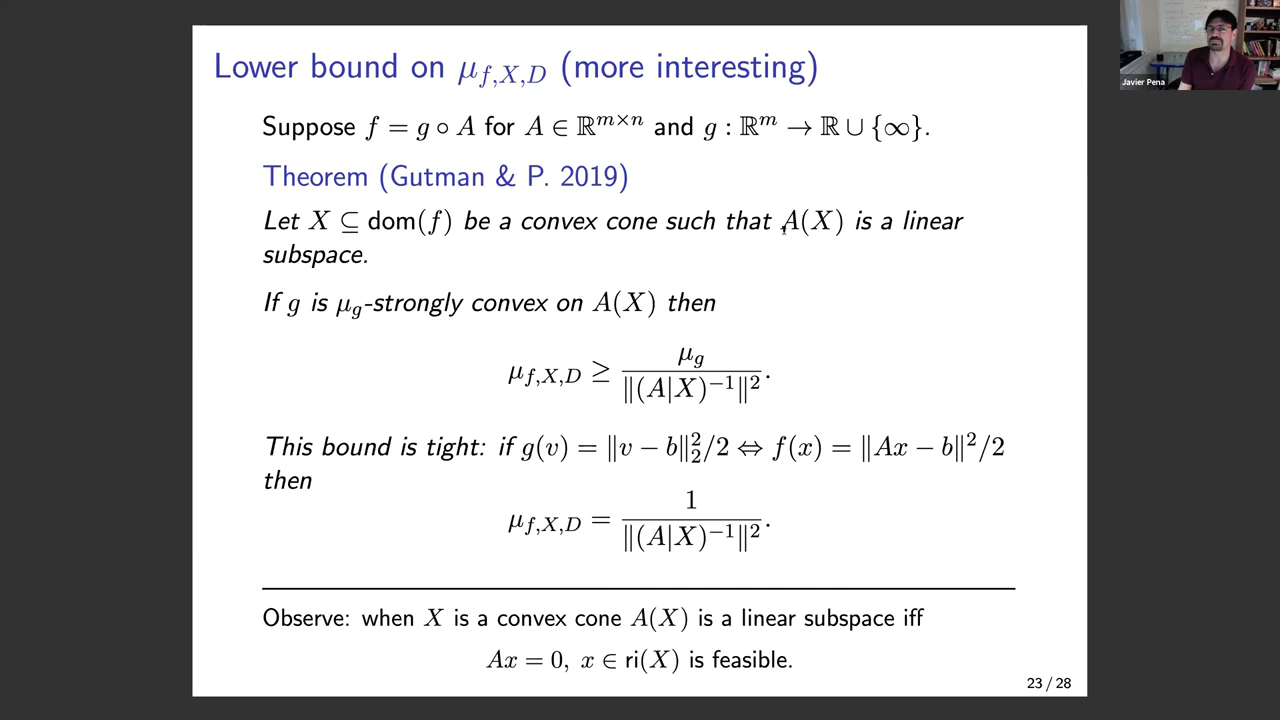 Lower bound on μ_{f,X,D} (more interesting)
Suppose f = g ∘ A for A ∈ ℝ^{m×n} and g : ℝ^m → ℝ ∪ {∞}.
Theorem (Gutman & P. 2019)
Let X ⊆ dom(f) be a convex cone such that A(X) is a linear
subspace.
If g is μ_g-strongly convex on A(X) then
μ_{f,X,D} ≥ μ_g / ‖(A|X)^{-1}‖^2.
This bound is tight: if g(v) = ‖v − b‖_2^2/2 ⇔ f(x) = ‖Ax − b‖^2/2
then
μ_{f,X,D} = 1 / ‖(A|X)^{-1}‖^2.
Observe: when X is a convex cone A(X) is a linear subspace iff
Ax = 0, x ∈ ri(X) is feasible.
23 / 28
Javier Pena